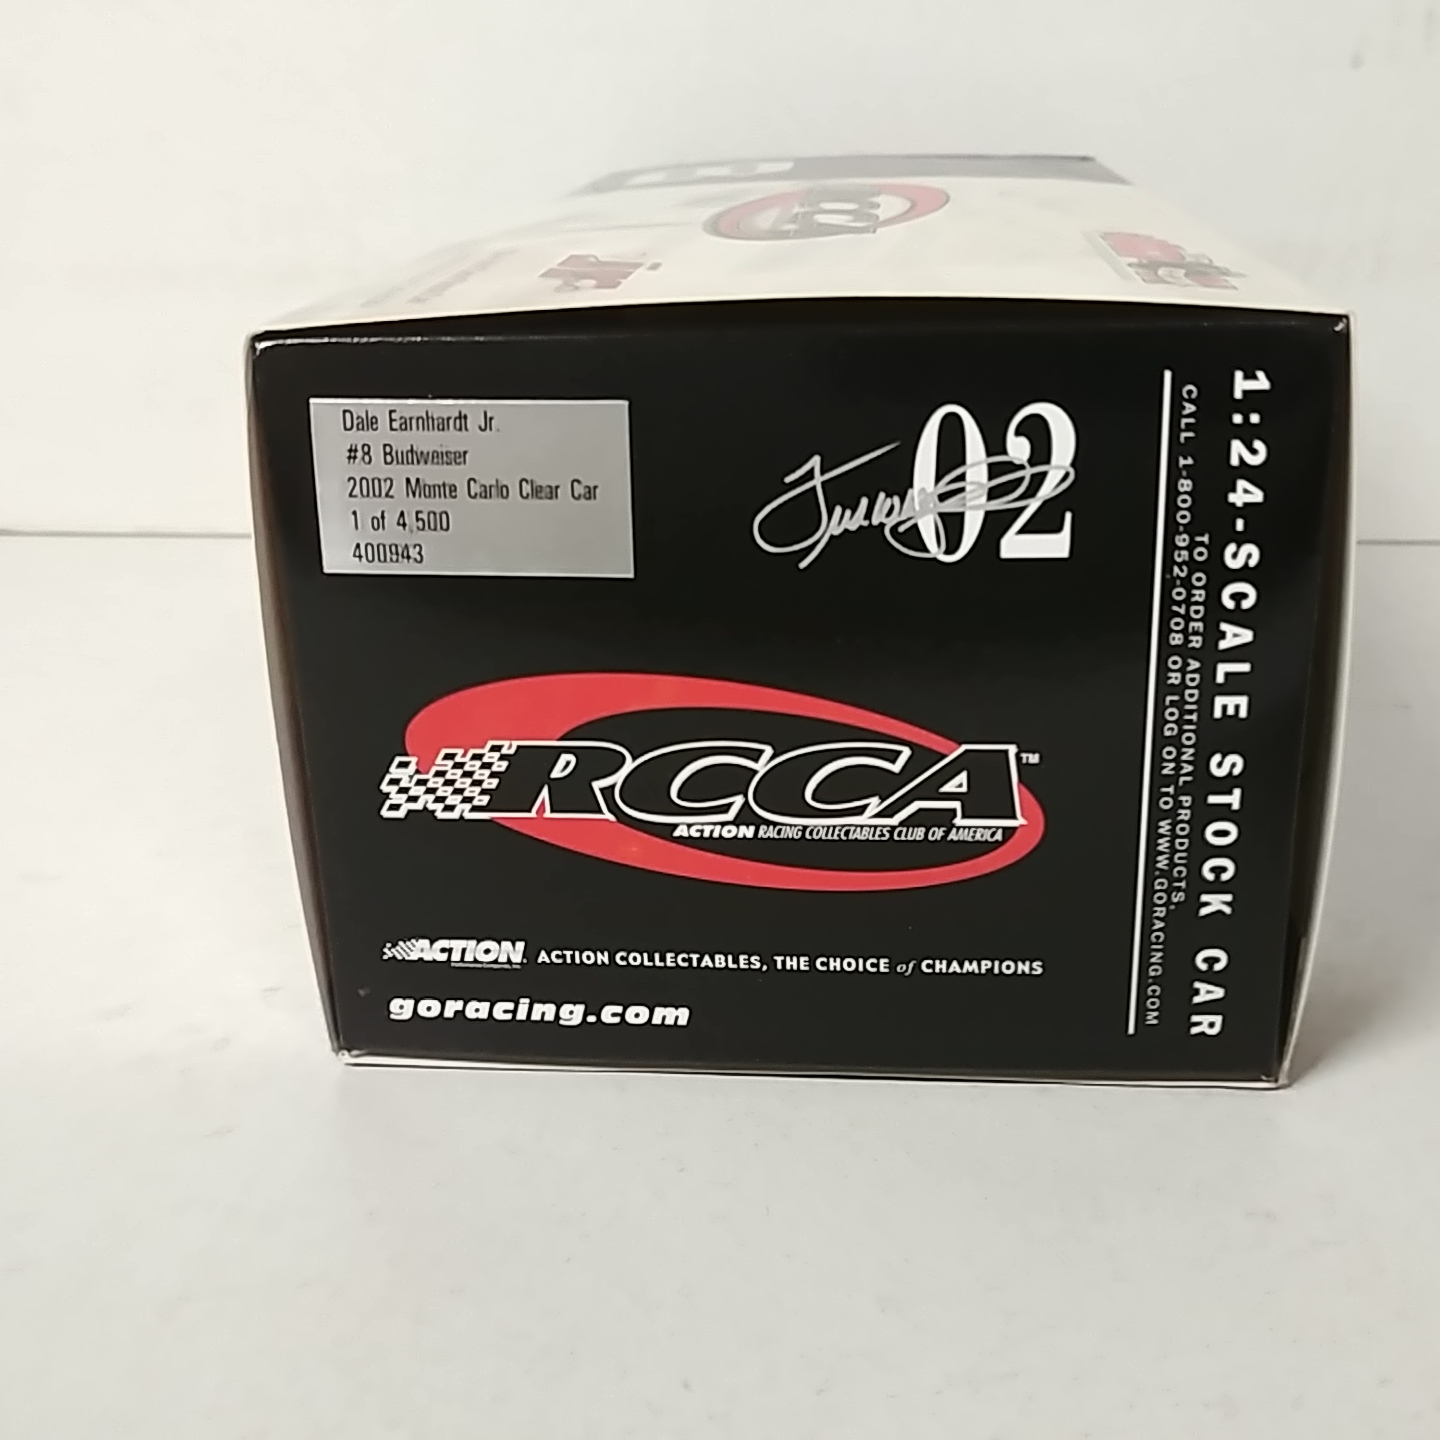 RCCA
Dale Earnhardt Jr.
#8 Budweiser
2002 Monte Carlo Clear Car
1 of 4,500
400943
02
RCCA™
ACTION RACING COLLECTABLES CLUB OF AMERICA
ACTION. ACTION COLLECTABLES, THE CHOICE of CHAMPIONS
goracing.com
1:24-SCALE STOCK CAR
TO ORDER ADDITIONAL PRODUCTS,
CALL 1-800-952-0708 OR LOG ON TO WWW.GORACING.COM